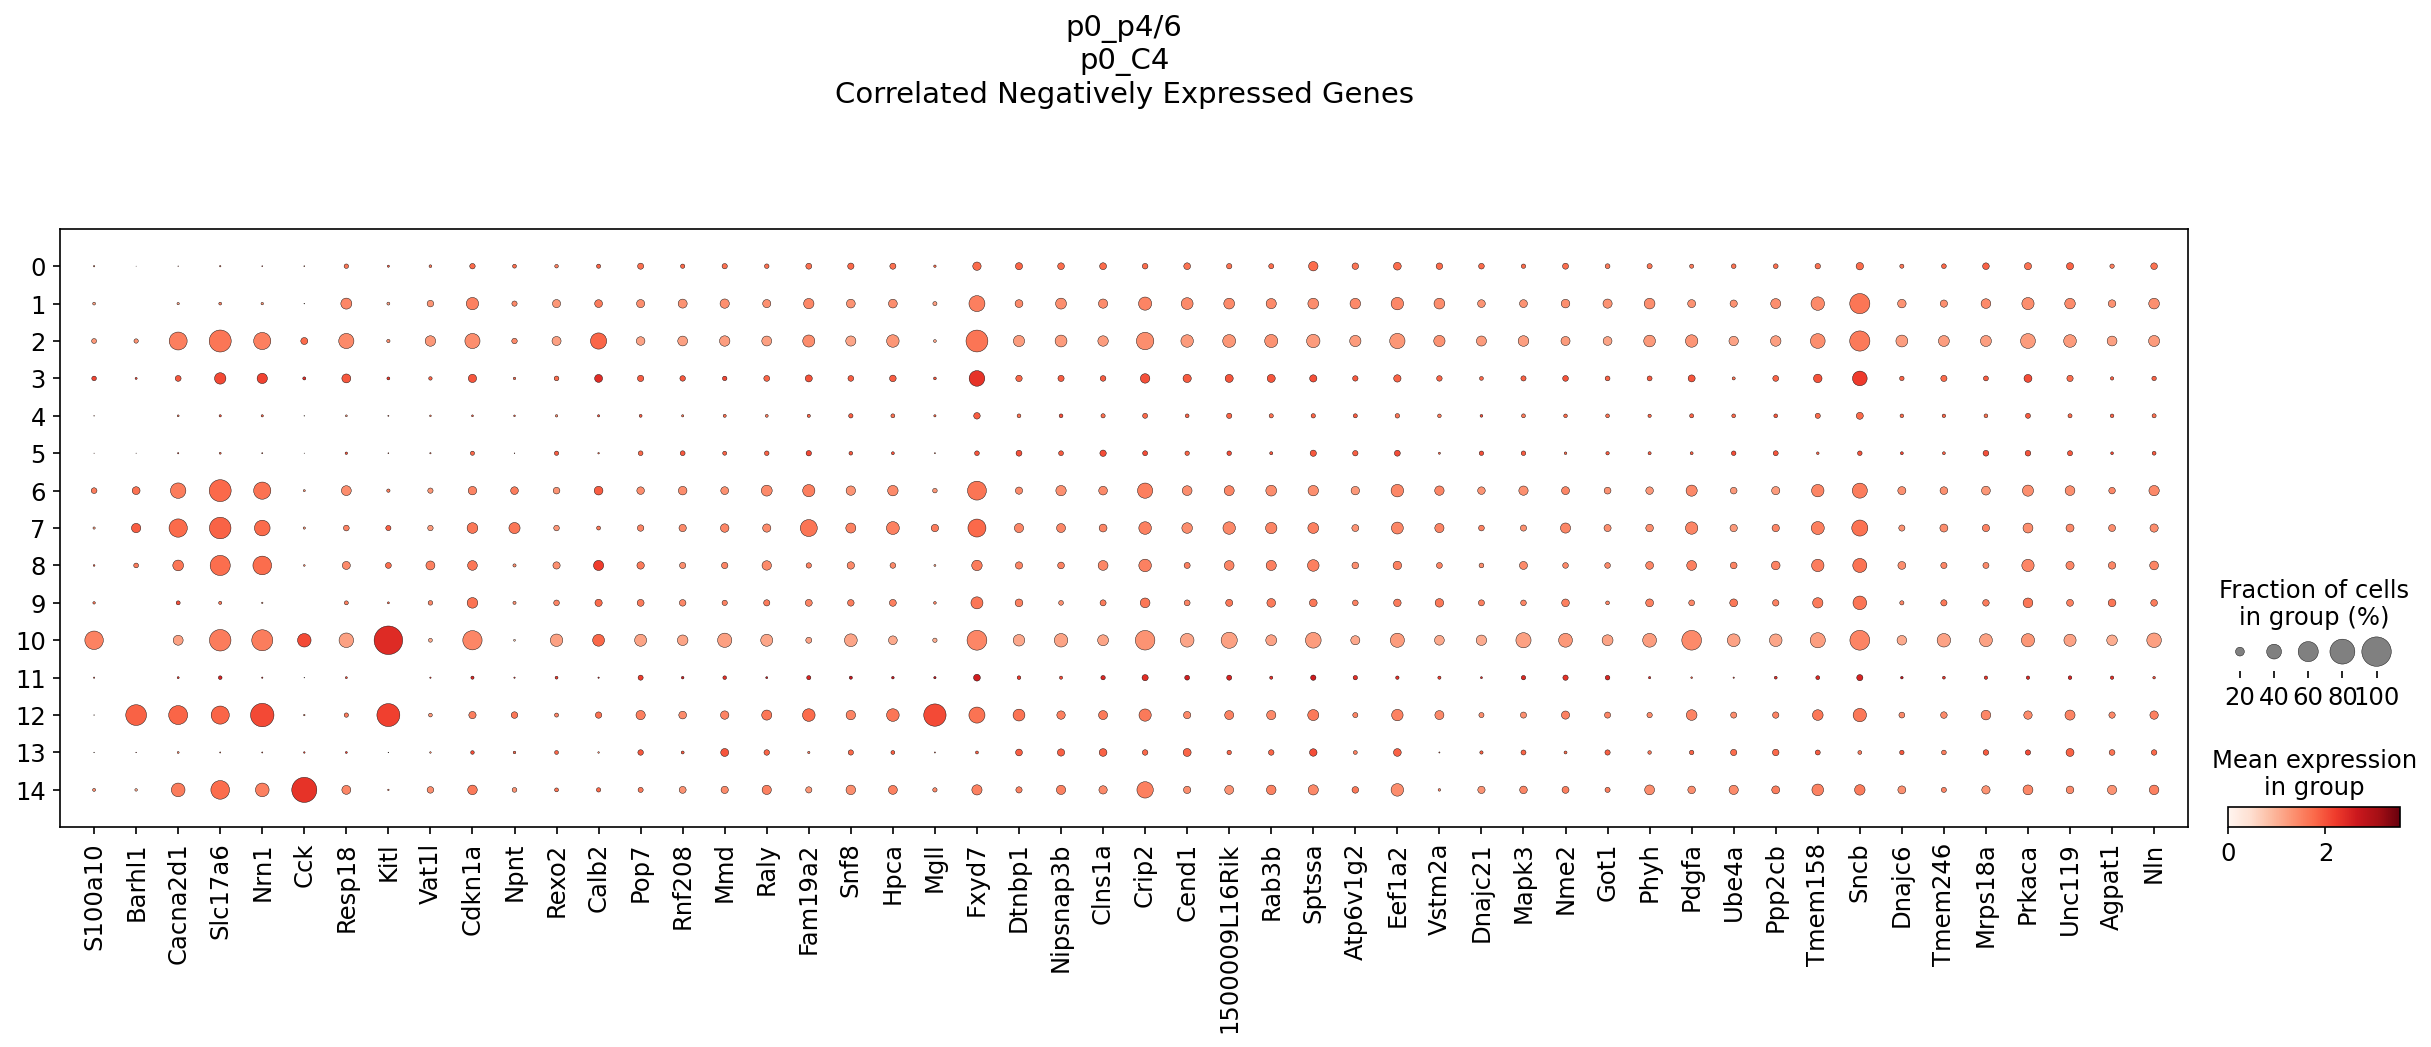 p0_p4/6
p0_C4
Correlated Negatively Expressed Genes
0
1
2
3
4
5
6
7
8
9
10
11
12
13
14
S100a10
Barhl1
Cacna2d1
Slc17a6
Nrn1
Cck
Resp18
Kitl
Vat1l
Cdkn1a
Npnt
Rexo2
Calb2
Pop7
Rnf208
Mmd
Raly
Fam19a2
Snf8
Hpca
Mgll
Fxyd7
Dtnbp1
Nipsnap3b
Clns1a
Crip2
Cend1
1500009L16Rik
Rab3b
Sptssa
Atp6v1g2
Eef1a2
Vstm2a
Dnajc21
Mapk3
Nme2
Got1
Phyh
Pdgfa
Ube4a
Ppp2cb
Tmem158
Sncb
Dnajc6
Tmem246
Mrps18a
Prkaca
Unc119
Agpat1
Nln
Fraction of cells
in group (%)
20 40 60 80 100
Mean expression
in group
0 2